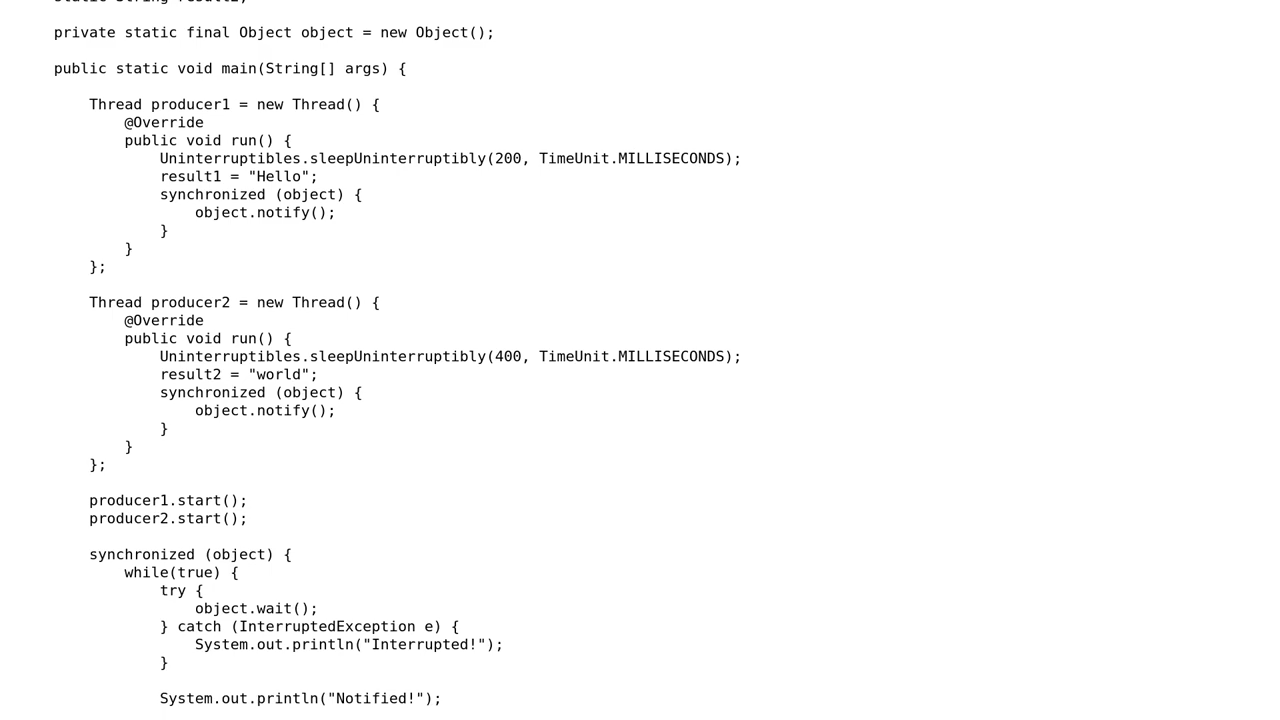 private static final Object object = new Object();
public static void main(String[] args) {
Thread producer1 = new Thread() {
@Override
public void run() {
Uninterruptibles.sleepUninterruptibly(200, TimeUnit.MILLISECONDS);
result1 = "Hello";
synchronized (object) {
object.notify();
}
}
};
Thread producer2 = new Thread() {
@Override
public void run() {
Uninterruptibles.sleepUninterruptibly(400, TimeUnit.MILLISECONDS);
result2 = "world";
synchronized (object) {
object.notify();
}
}
};
producer1.start();
producer2.start();
synchronized (object) {
while(true) {
try {
object.wait();
} catch (InterruptedException e) {
System.out.println("Interrupted!");
}
System.out.println("Notified!");